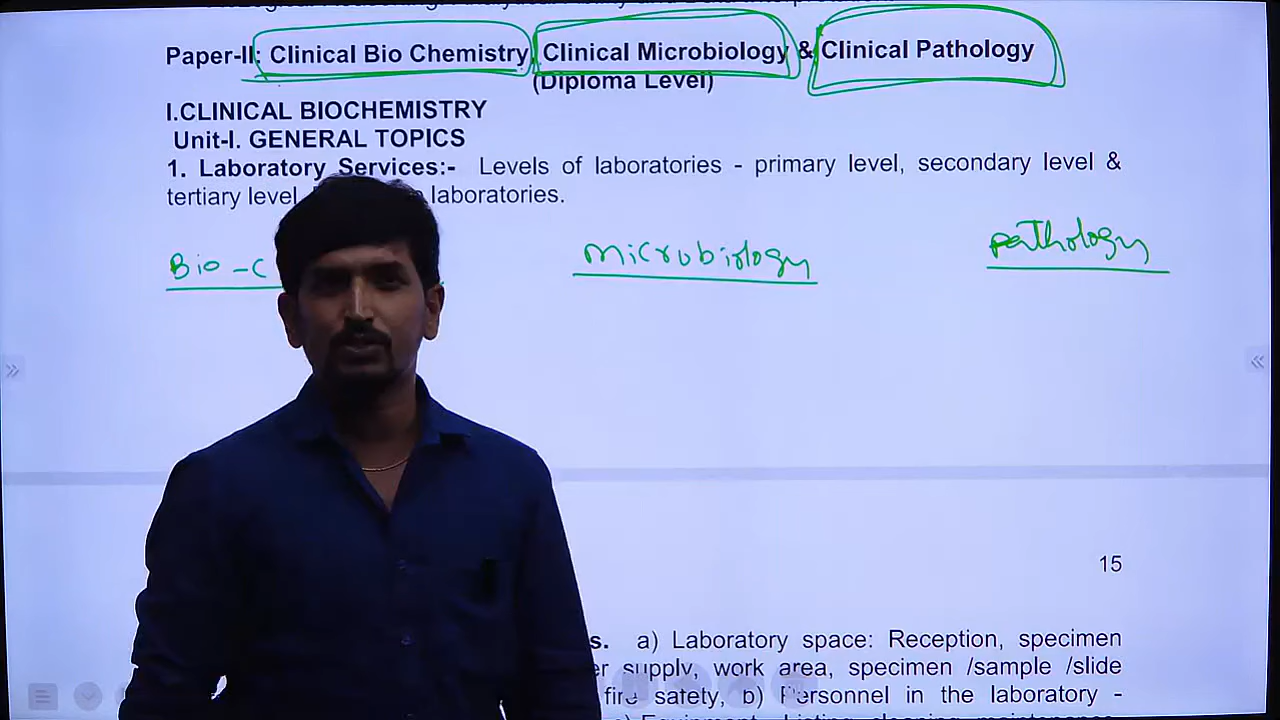 Paper-II: Clinical Bio Chemistry, Clinical Microbiology & Clinical Pathology
(Diploma Level)
I.CLINICAL BIOCHEMISTRY
Unit-I. GENERAL TOPICS
1. Laboratory Services:- Levels of laboratories - primary level, secondary level &
tertiary level, laboratories.
Bio - C Microbiology pathology
15
s. a) Laboratory space: Reception, specimen
er supply, work area, specimen /sample /slide
fire safety, b) Personnel in the laboratory -